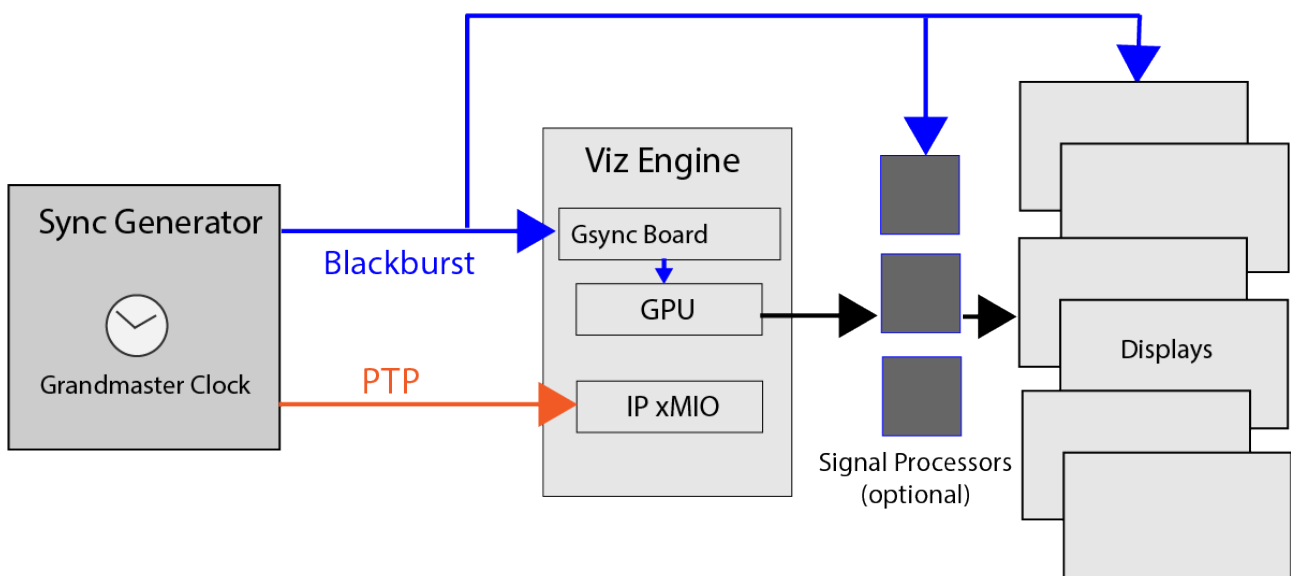 Sync Generator
Grandmaster Clock
Blackburst
PTP
Viz Engine
Gsync Board
GPU
IP xMIO
Signal Processors
(optional)
Displays